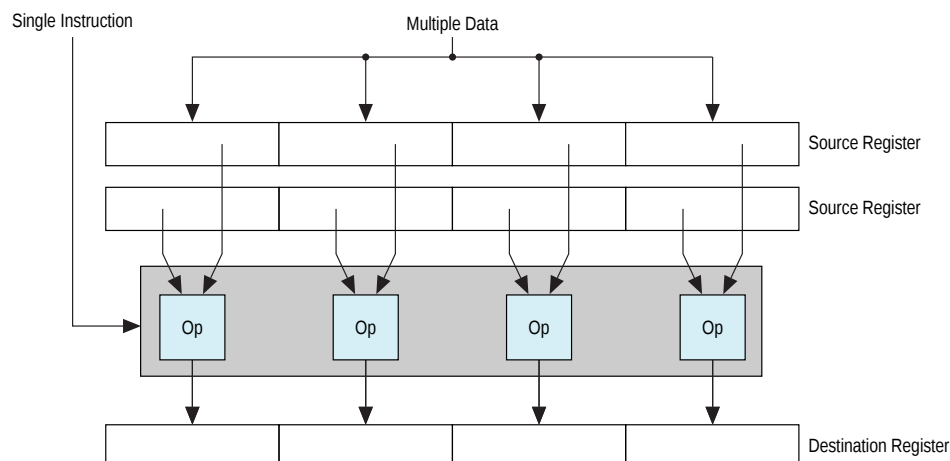 Single Instruction
Multiple Data
Source Register
Source Register
Op Op Op Op
Destination Register